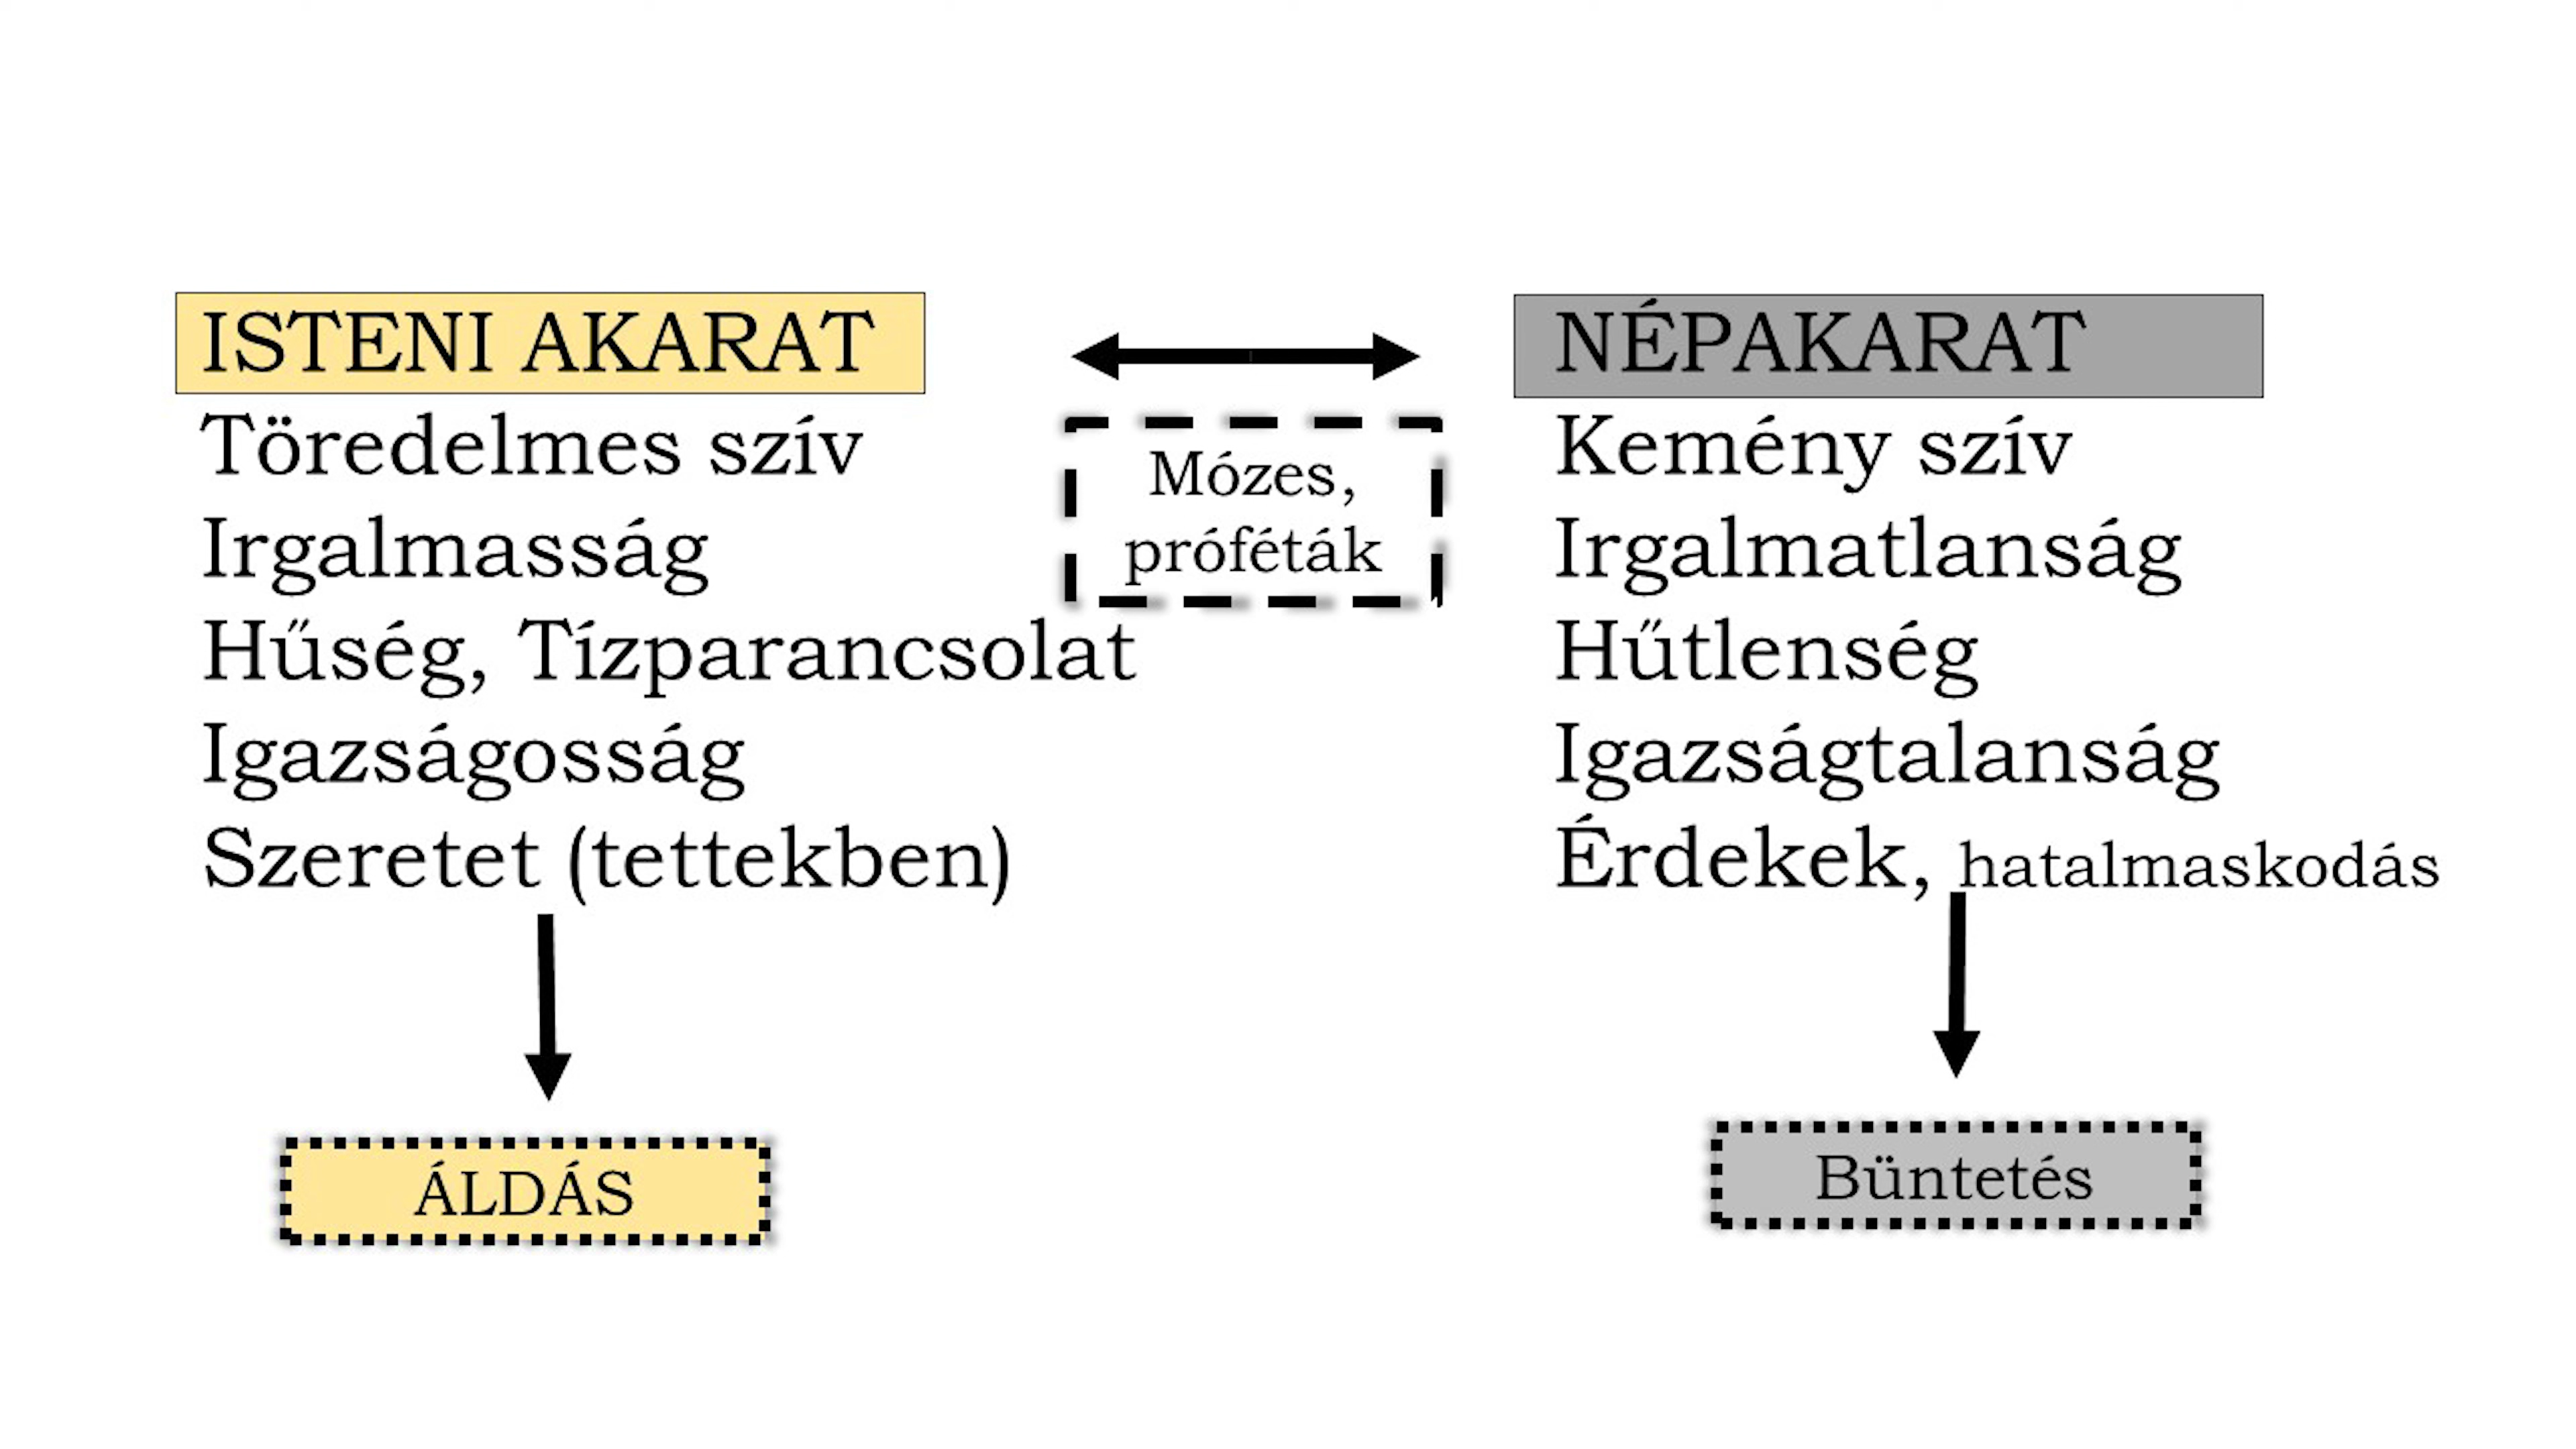 ISTENI AKARAT
Töredelmes szív
Irgalmasság
Hűség, Tízparancsolat
Igazságosság
Szeretet (tettekben)
ÁLDÁS
Mózes,
próféták
NÉPAKARAT
Kemény szív
Irgalmatlanság
Hűtlenség
Igazságtalanság
Érdekek, hatalmaskodás
Büntetés